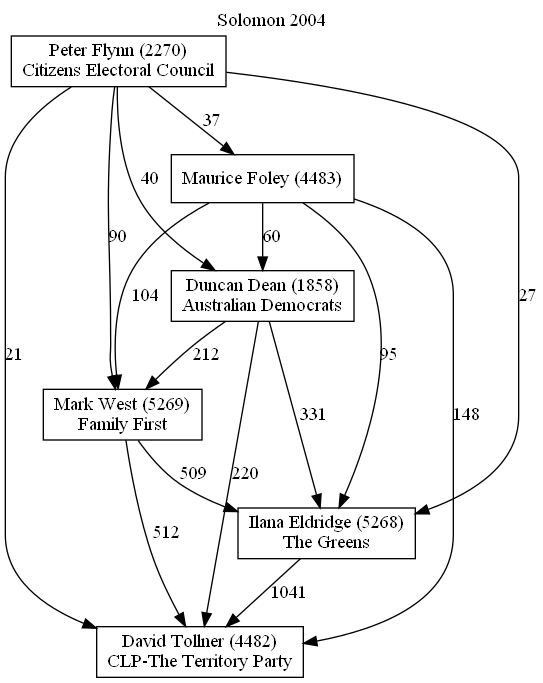 Solomon 2004
Peter Flynn (2270)
Citizens Electoral Council
37
Maurice Foley (4483)
40
90
60
27
Duncan Dean (1858)
Australian Democrats
104
21
212
95
Mark West (5269)
Family First
331
148
509
220
512
Ilana Eldridge (5268)
The Greens
1041
David Tollner (4482)
CLP-The Territory Party